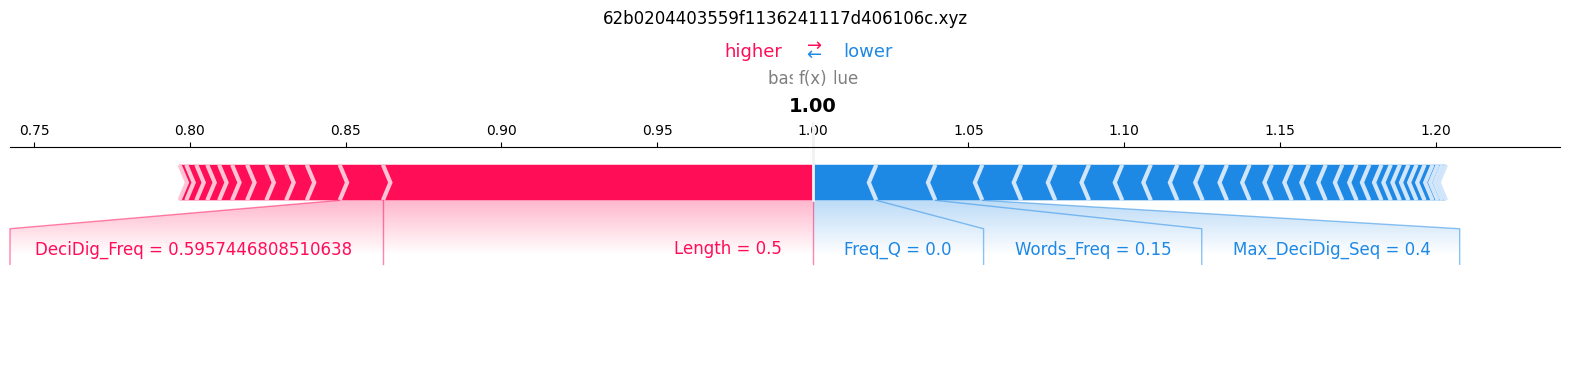 62b0204403559f1136241117d406106c.xyz
higher ⇄ lower
f(x)
1.00
0.75 0.80 0.85 0.90 0.95 1.00 1.05 1.10 1.15 1.20
DeciDig_Freq = 0.5957446808510638 Length = 0.5 Freq_Q = 0.0 Words_Freq = 0.15 Max_DeciDig_Seq = 0.4